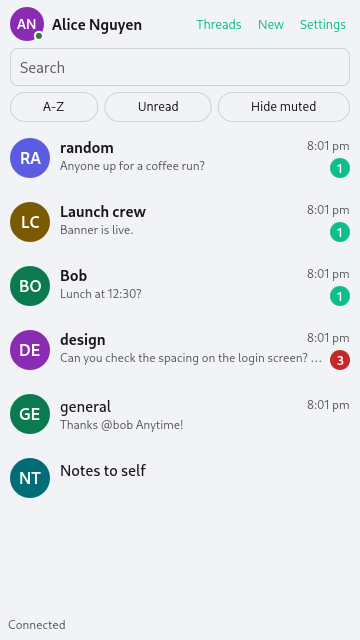 AN Alice Nguyen Threads New Settings
Search
A-Z Unread Hide muted
RA random 8:01 pm
Anyone up for a coffee run? 1
LC Launch crew 8:01 pm
Banner is live. 1
BO Bob 8:01 pm
Lunch at 12:30? 1
DE design 8:01 pm
Can you check the spacing on the login screen? ... 3
GE general 8:01 pm
Thanks @bob Anytime!
NT Notes to self
Connected